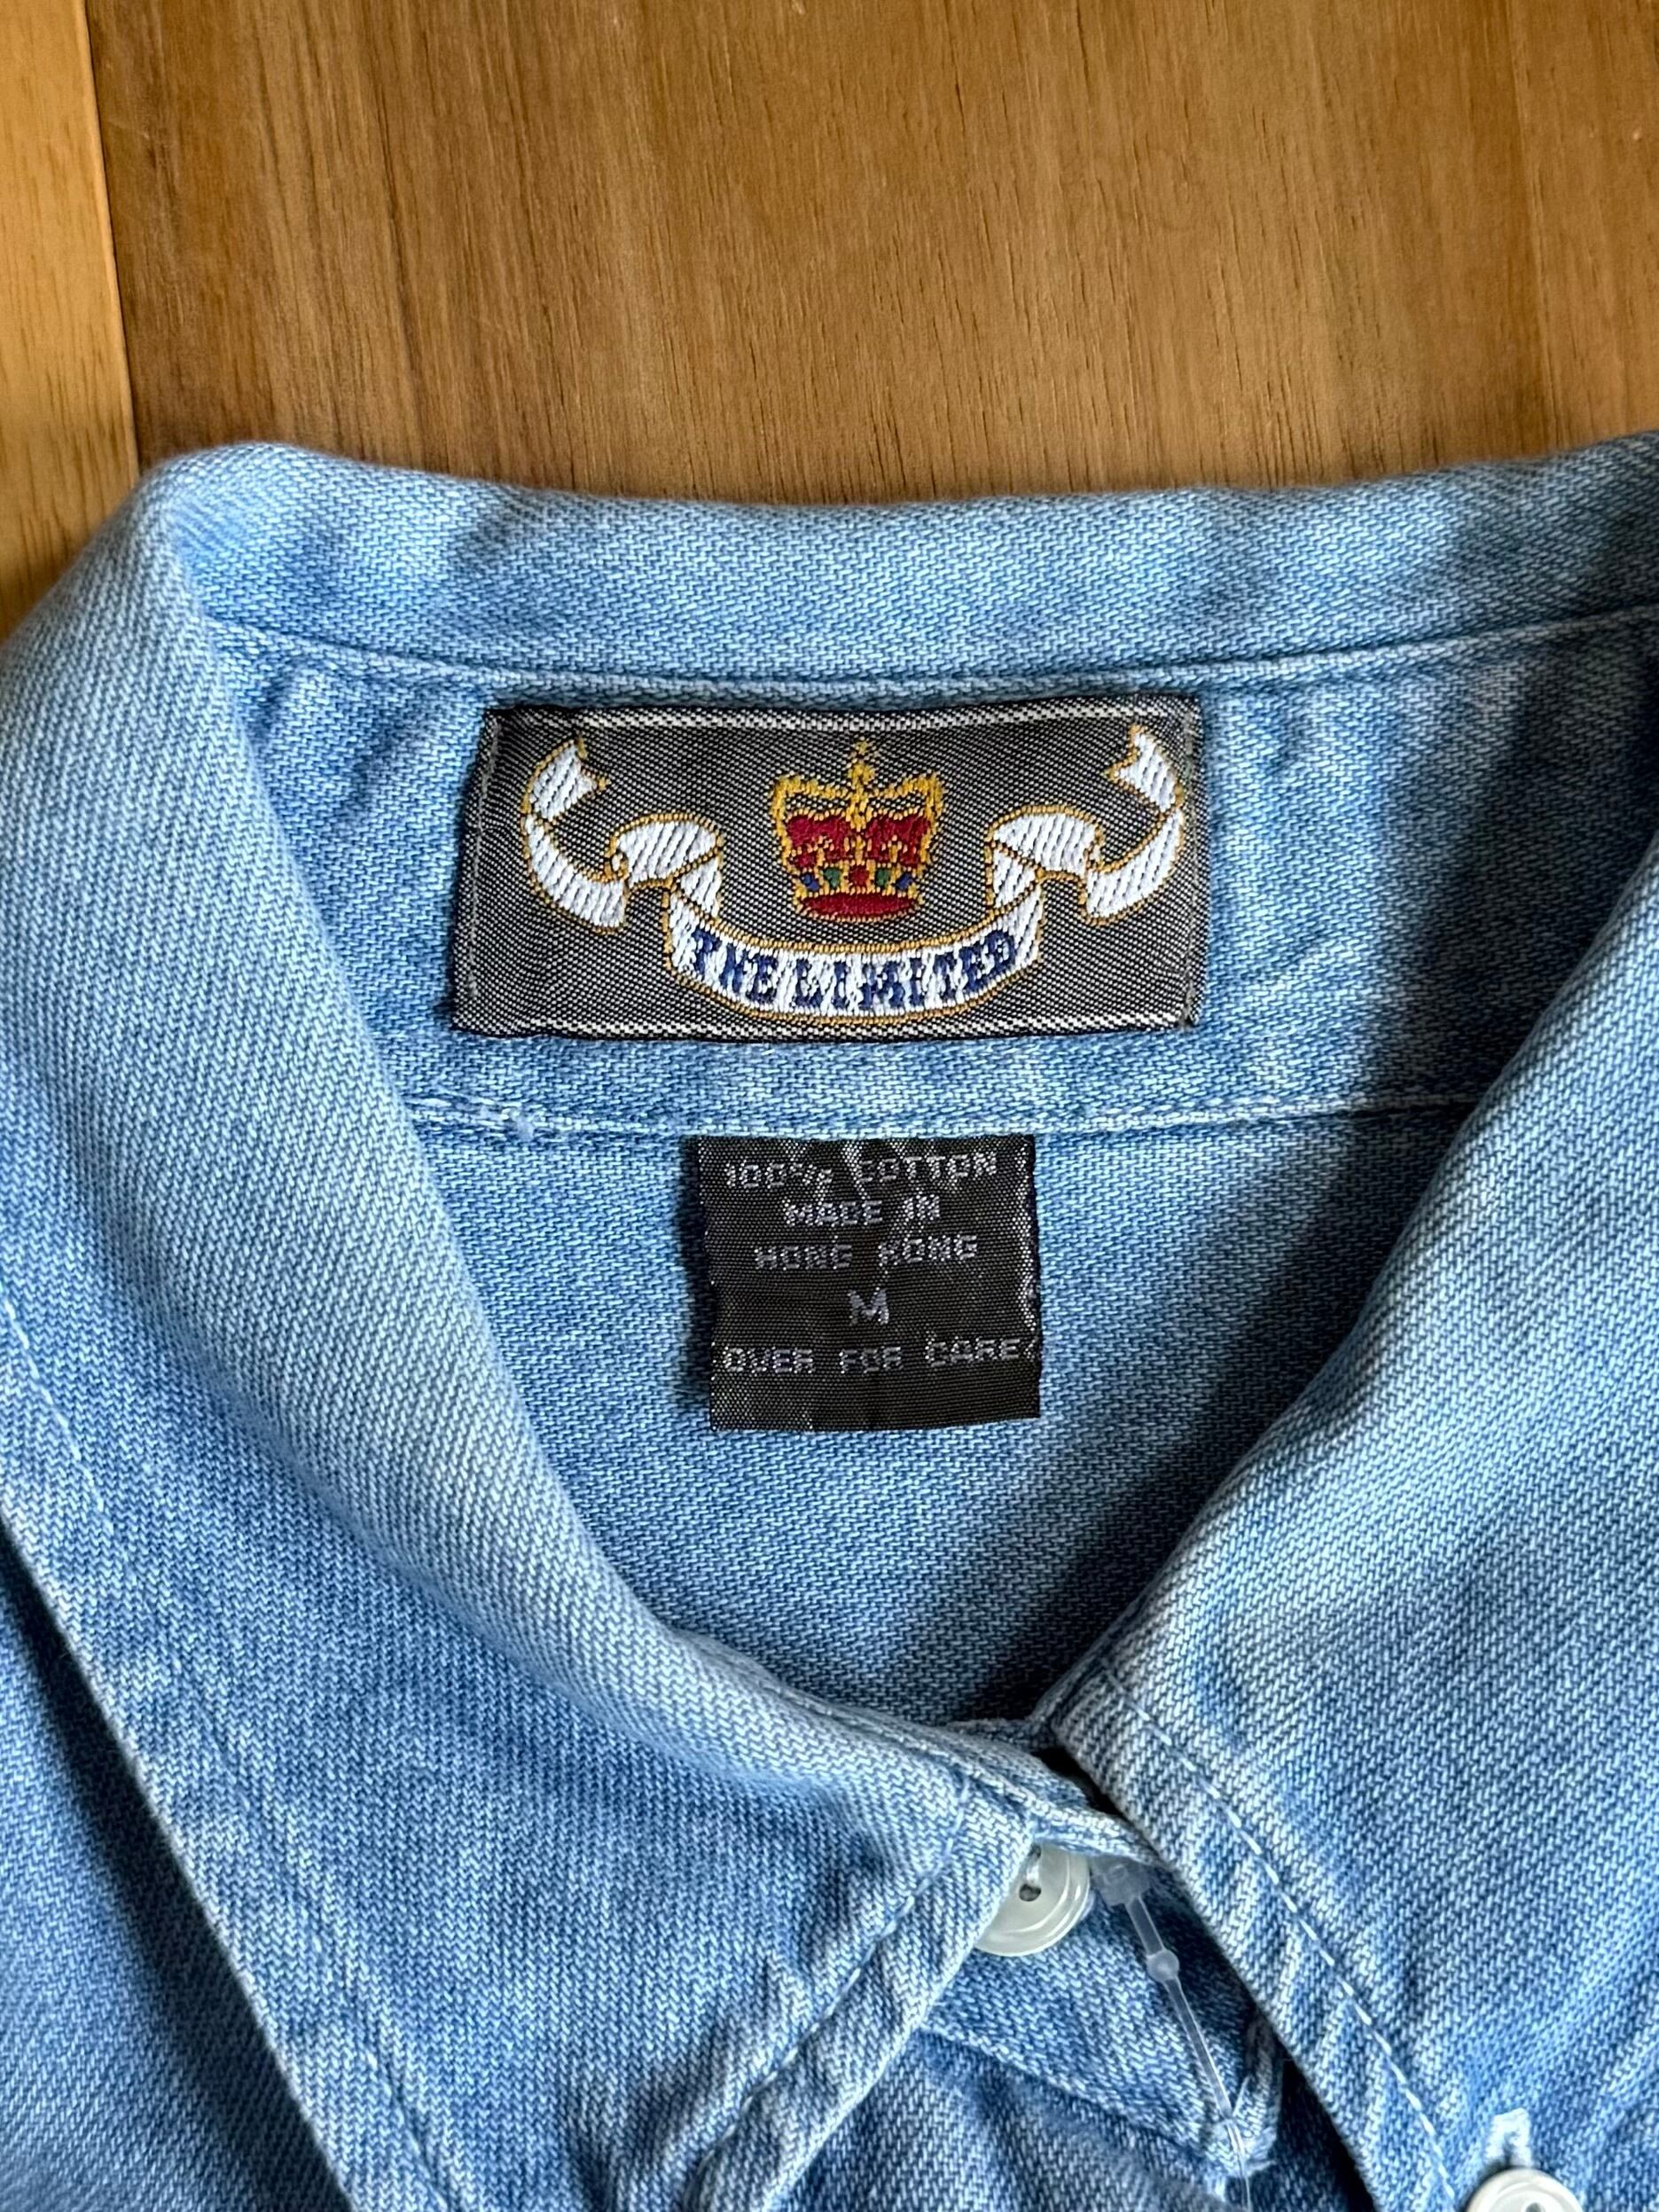 THE LIMITED
100% COTTON
MADE IN
HONG KONG
M
OVER FOR CARE